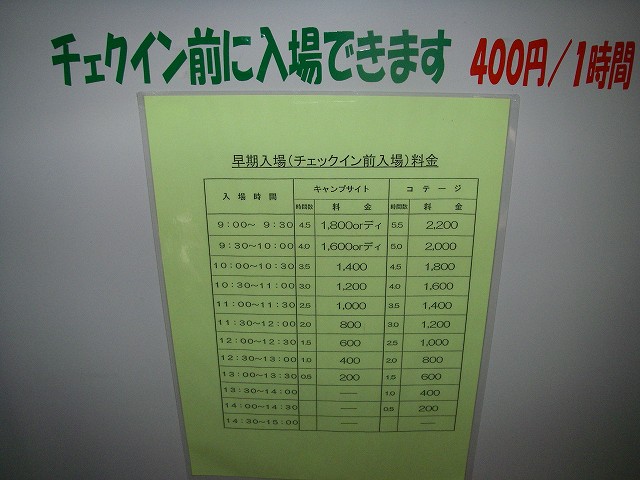 チェクイン前に入場できます 400円/1時間
早期入場(チェックイン前入場)料金
入場時間 キャンプサイト コテージ
時間数 料金 時間数 料金
9:00～9:30 4.5 1,800orディ 5.5 2,200
9:30～10:00 4.0 1,600orディ 5.0 2,000
10:00～10:30 3.5 1,400 4.5 1,800
10:30～11:00 3.0 1,200 4.0 1,600
11:00～11:30 2.5 1,000 3.5 1,400
11:30～12:00 2.0 800 3.0 1,200
12:00～12:30 1.5 600 2.5 1,000
12:30～13:00 1.0 400 2.0 800
13:00～13:30 0.5 200 1.5 600
13:30～14:00 ― 1.0 400
14:00～14:30 ― 0.5 200
14:30～15:00 ― ―